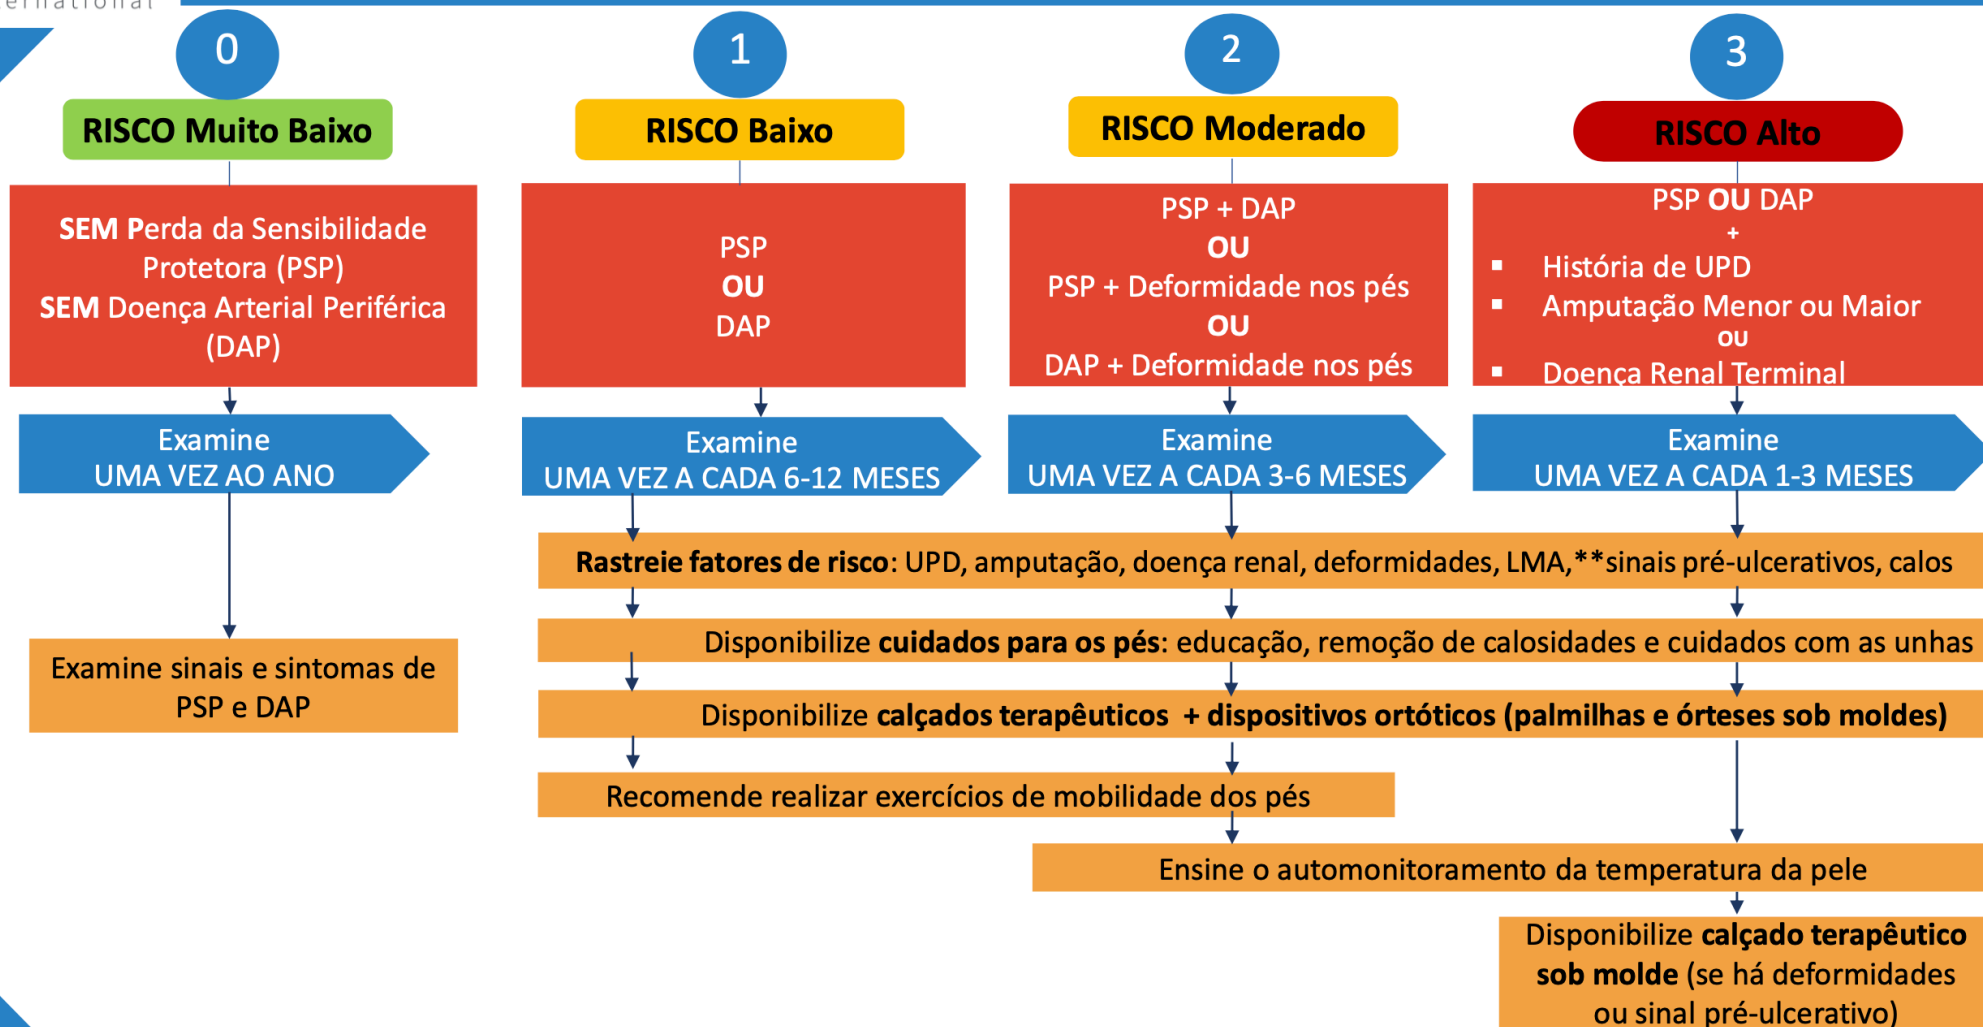 ternational
0
RISCO Muito Baixo
SEM Perda da Sensibilidade
Protetora (PSP)
SEM Doença Arterial Periférica
(DAP)
Examine
UMA VEZ AO ANO
Examine sinais e sintomas de
PSP e DAP
1
RISCO Baixo
PSP
OU
DAP
Examine
UMA VEZ A CADA 6-12 MESES
2
RISCO Moderado
PSP + DAP
OU
PSP + Deformidade nos pés
OU
DAP + Deformidade nos pés
Examine
UMA VEZ A CADA 3-6 MESES
3
RISCO Alto
PSP OU DAP
+
▪ História de UPD
▪ Amputação Menor ou Maior
OU
▪ Doença Renal Terminal
Examine
UMA VEZ A CADA 1-3 MESES
Rastreie fatores de risco: UPD, amputação, doença renal, deformidades, LMA,**sinais pré-ulcerativos, calos
Disponibilize cuidados para os pés: educação, remoção de calosidades e cuidados com as unhas
Disponibilize calçados terapêuticos + dispositivos ortóticos (palmilhas e órteses sob moldes)
Recomende realizar exercícios de mobilidade dos pés
Ensine o automonitoramento da temperatura da pele
Disponibilize calçado terapêutico
sob molde (se há deformidades
ou sinal pré-ulcerativo)